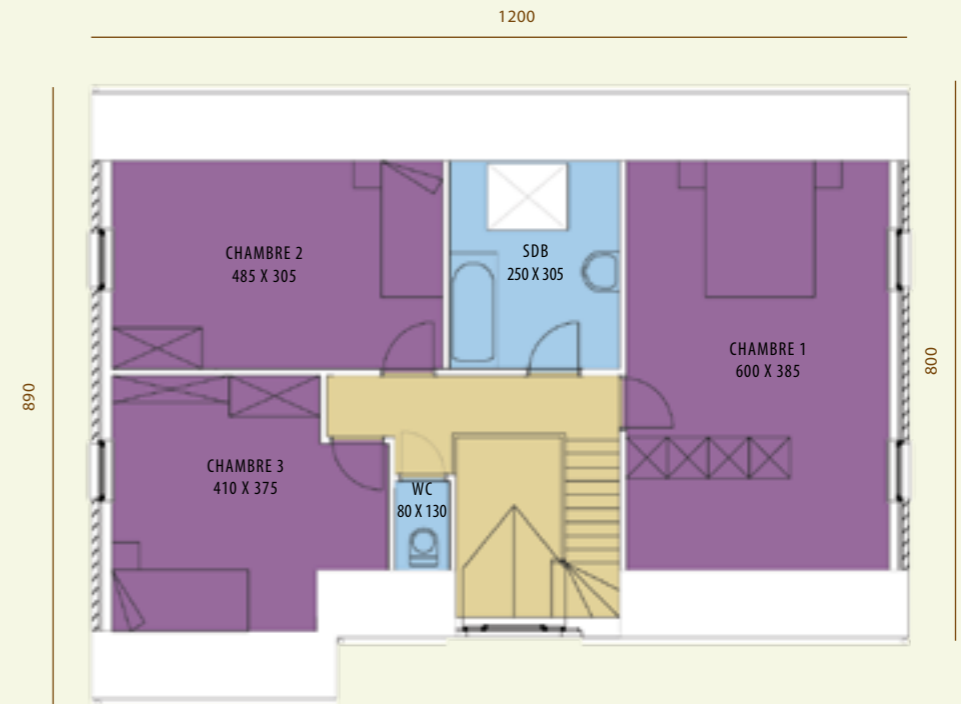 1200
CHAMBRE 2
485 X 305
SDB
250 X 305
CHAMBRE 1
600 X 385
890
800
CHAMBRE 3
410 X 375
WC
80 X 130